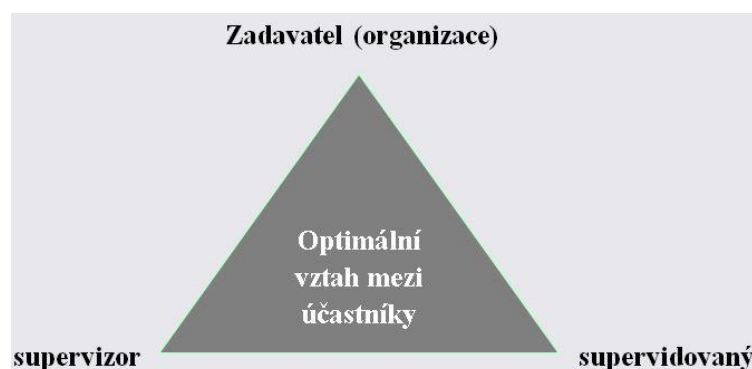 Zadavatel (organizace)
Optimální
vztah mezi
účastníky
supervizor
supervidovaný